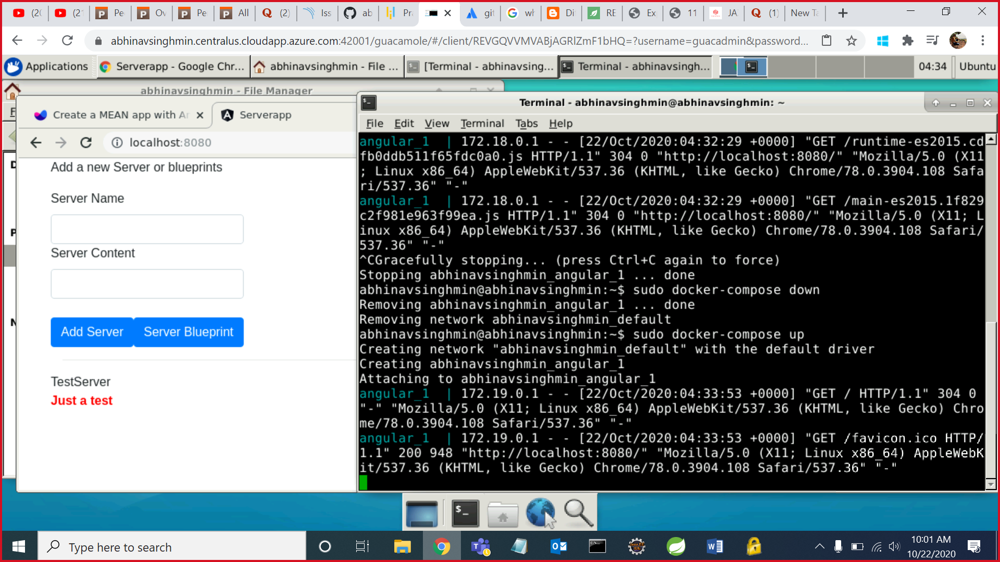 (20
(21
Pe
Ov
Pe
All
(2)
Iss
ab
Pra
git
wh
Di
RE
Ex
11
JA
(1)
New Ta
abhinavsinghmin.centralus.cloudapp.azure.com:42001/guacamole/#/client/REVGQVVMVABjAGRlZmF1bHQ=?username=guacadmin&password...
Applications
Serverapp - Google Chr...
abhinavsinghmin - File ...
[Terminal - abhinavsing...
Terminal - abhinavsingh...
04:34
Ubuntu
abhinavsinghmin - File Manager
Create a MEAN app with An
Serverapp
localhost:8080
Add a new Server or blueprints
Server Name
Server Content
Add Server
Server Blueprint
TestServer
Just a test
Terminal - abhinavsinghmin@abhinavsinghmin: ~
File Edit View Terminal Tabs Help
angular_1  | 172.18.0.1 - - [22/Oct/2020:04:32:29 +0000] "GET /runtime-es2015.cd
fb0ddb511f65fdc0a0.js HTTP/1.1" 304 0 "http://localhost:8080/" "Mozilla/5.0 (X11
; Linux x86_64) AppleWebKit/537.36 (KHTML, like Gecko) Chrome/78.0.3904.108 Safa
ri/537.36" "-"
angular_1  | 172.18.0.1 - - [22/Oct/2020:04:32:29 +0000] "GET /main-es2015.1f829
c2f981e963f99ea.js HTTP/1.1" 304 0 "http://localhost:8080/" "Mozilla/5.0 (X11; L
inux x86_64) AppleWebKit/537.36 (KHTML, like Gecko) Chrome/78.0.3904.108 Safari/
537.36" "-"
^CGracefully stopping... (press Ctrl+C again to force)
Stopping abhinavsinghmin_angular_1 ... done
abhinavsinghmin@abhinavsinghmin:~$ sudo docker-compose down
Removing abhinavsinghmin_angular_1 ... done
Removing network abhinavsinghmin_default
abhinavsinghmin@abhinavsinghmin:~$ sudo docker-compose up
Creating network "abhinavsinghmin_default" with the default driver
Creating abhinavsinghmin_angular_1
Attaching to abhinavsinghmin_angular_1
angular_1  | 172.19.0.1 - - [22/Oct/2020:04:33:53 +0000] "GET / HTTP/1.1" 304 0
"-" "Mozilla/5.0 (X11; Linux x86_64) AppleWebKit/537.36 (KHTML, like Gecko) Chro
me/78.0.3904.108 Safari/537.36" "-"
angular_1  | 172.19.0.1 - - [22/Oct/2020:04:33:53 +0000] "GET /favicon.ico HTTP/
1.1" 200 948 "http://localhost:8080/" "Mozilla/5.0 (X11; Linux x86_64) AppleWebK
it/537.36 (KHTML, like Gecko) Chrome/78.0.3904.108 Safari/537.36" "-"
Type here to search
10:01 AM
10/22/2020